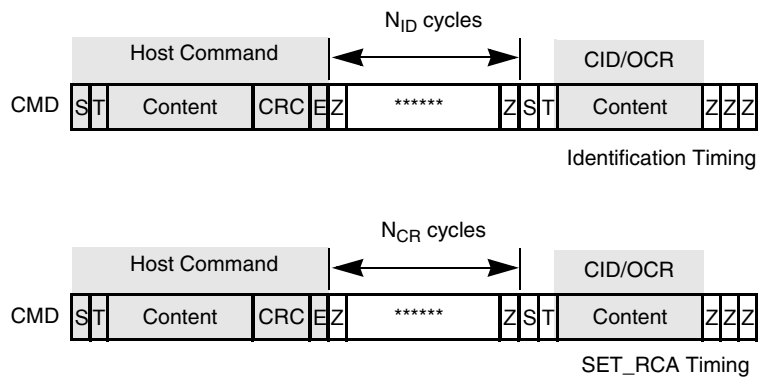 N_ID cycles
Host Command CID/OCR
CMD S T Content CRC E Z ****** Z S T Content Z Z Z
Identification Timing
N_CR cycles
Host Command CID/OCR
CMD S T Content CRC E Z ****** Z S T Content Z Z Z
SET_RCA Timing